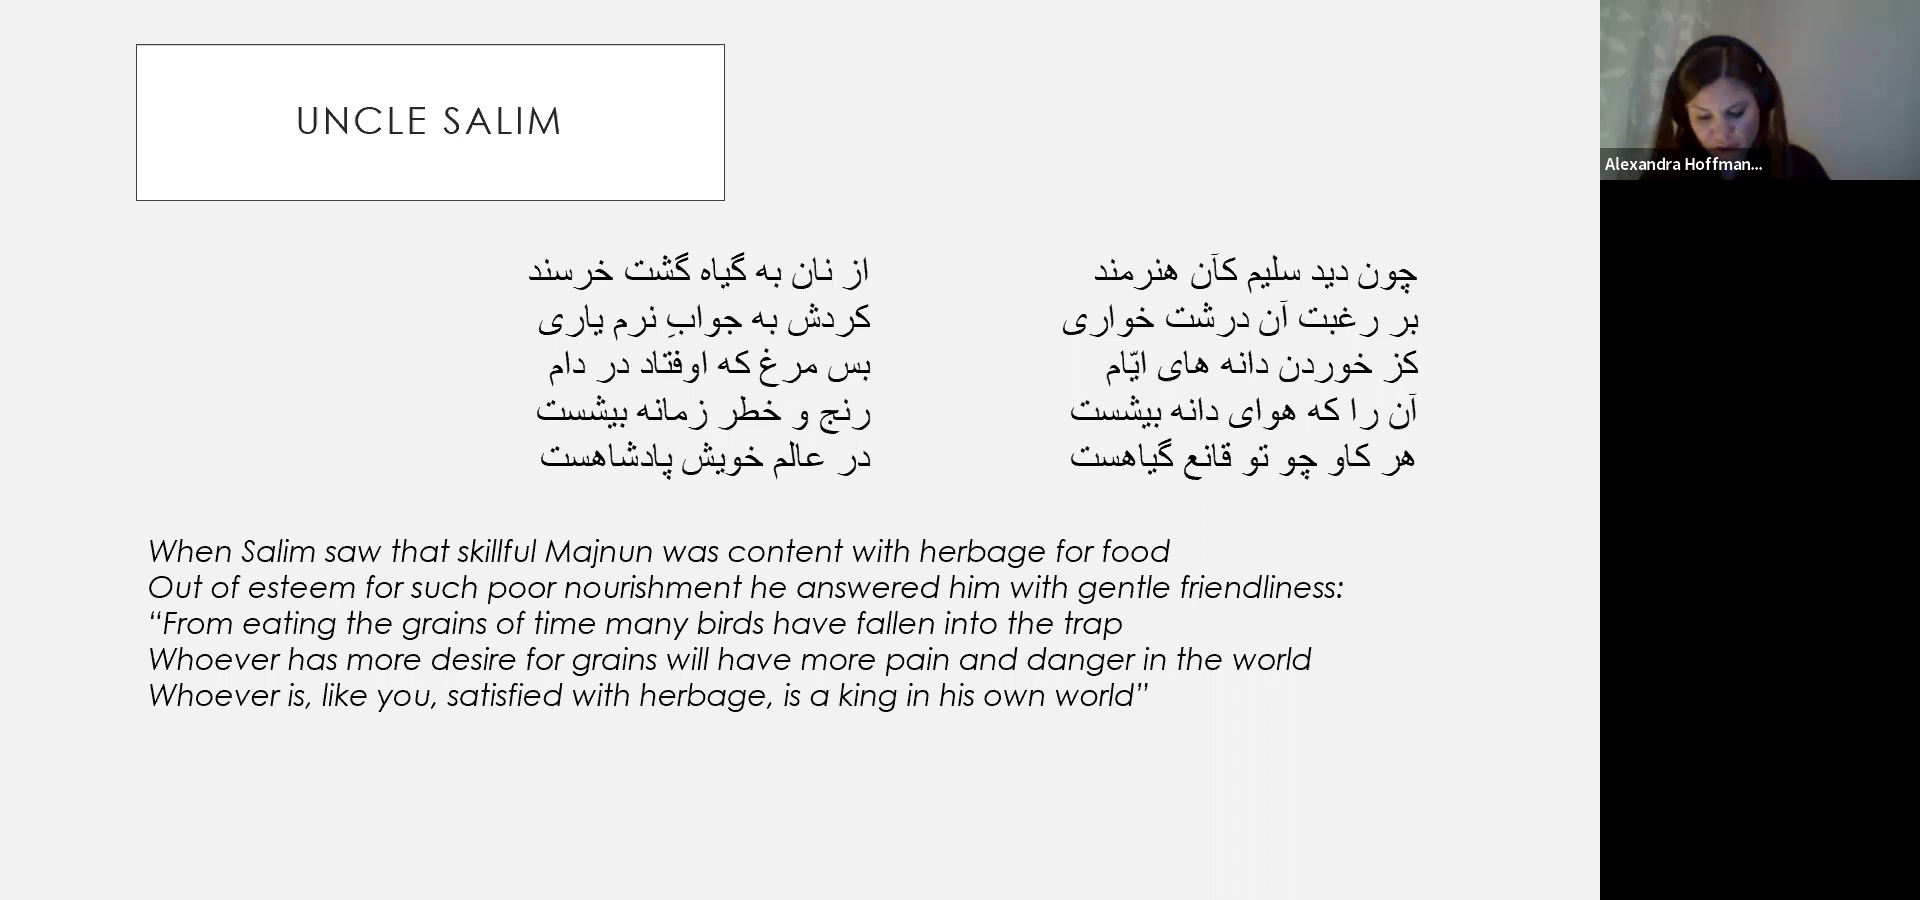 UNCLE SALIM
چون دید سلیم کآن هنرمند
از نان به گیاه گشت خرسند
بر رغبت آن درشت خواری
کردش به جوابِ نرم یاری
کز خوردن دانه های ایّام
بس مرغ که اوفتاد در دام
آن را که هوای دانه بیشست
رنج و خطر زمانه بیشست
هر کاو چو تو قانع گیاهست
در عالم خویش پادشاهست
When Salim saw that skillful Majnun was content with herbage for food
Out of esteem for such poor nourishment he answered him with gentle friendliness:
“From eating the grains of time many birds have fallen into the trap
Whoever has more desire for grains will have more pain and danger in the world
Whoever is, like you, satisfied with herbage, is a king in his own world”
Alexandra Hoffman...